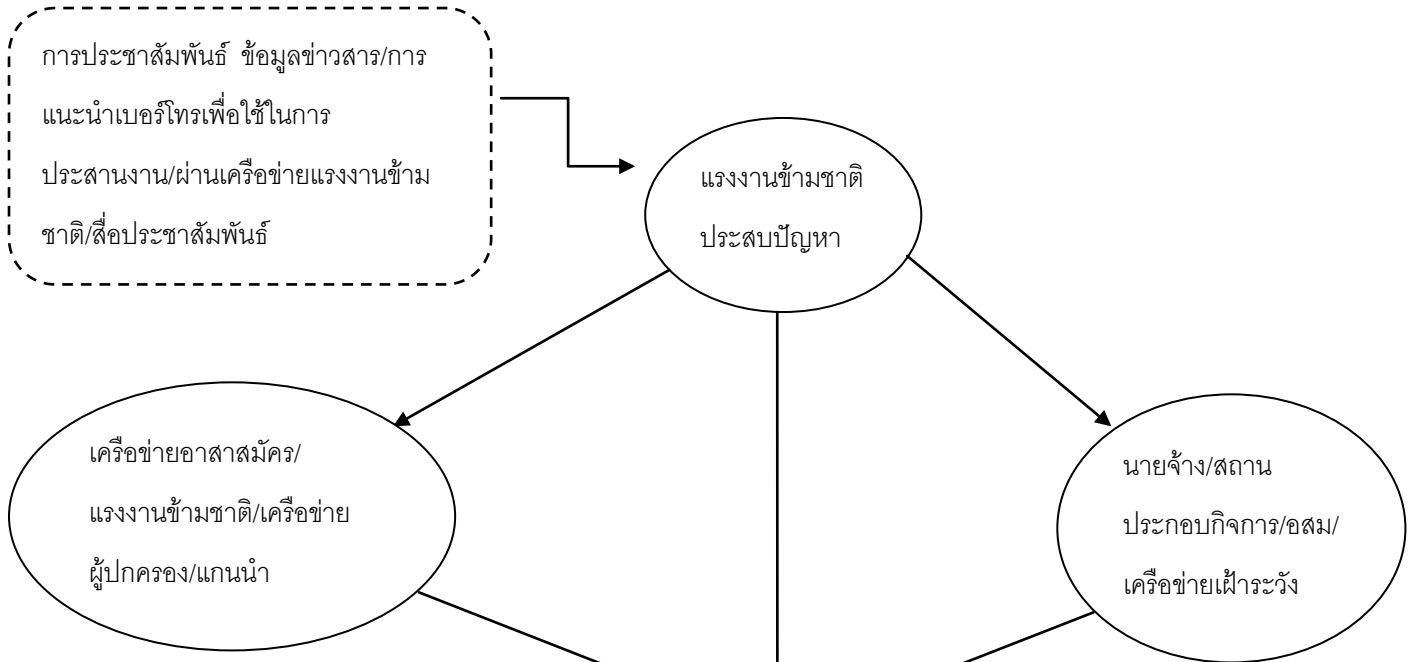 การประชาสัมพันธ์ ข้อมูลข่าวสาร/การ
แนะนำเบอร์โทรเพื่อใช้ในการ
ประสานงาน/ผ่านเครือข่ายแรงงานข้าม
ชาติ/สื่อประชาสัมพันธ์
แรงงานข้ามชาติ
ประสบปัญหา
เครือข่ายอาสาสมัคร/
แรงงานข้ามชาติ/เครือข่าย
ผู้ปกครอง/แกนนำ
นายจ้าง/สถาน
ประกอบกิจการ/อสม/
เครือข่ายเฝ้าระวัง